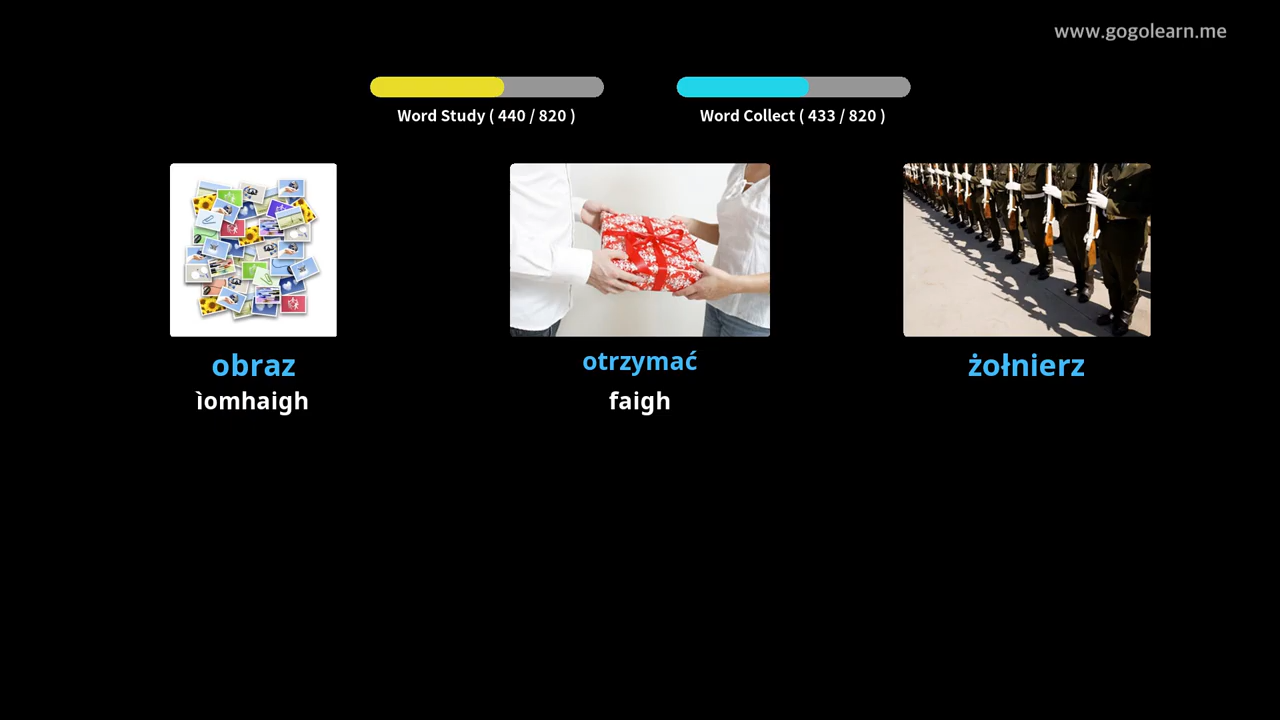 www.gogolearn.me
Word Study ( 440 / 820 )
Word Collect ( 433 / 820 )
obraz
ìomhaigh
otrzymać
faigh
żołnierz